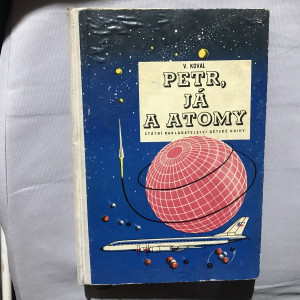 V. KOVAL
PETR,
JÁ
A ATOMY
STÁTNÍ NAKLADATELSTVÍ DĚTSKÉ KNIHY